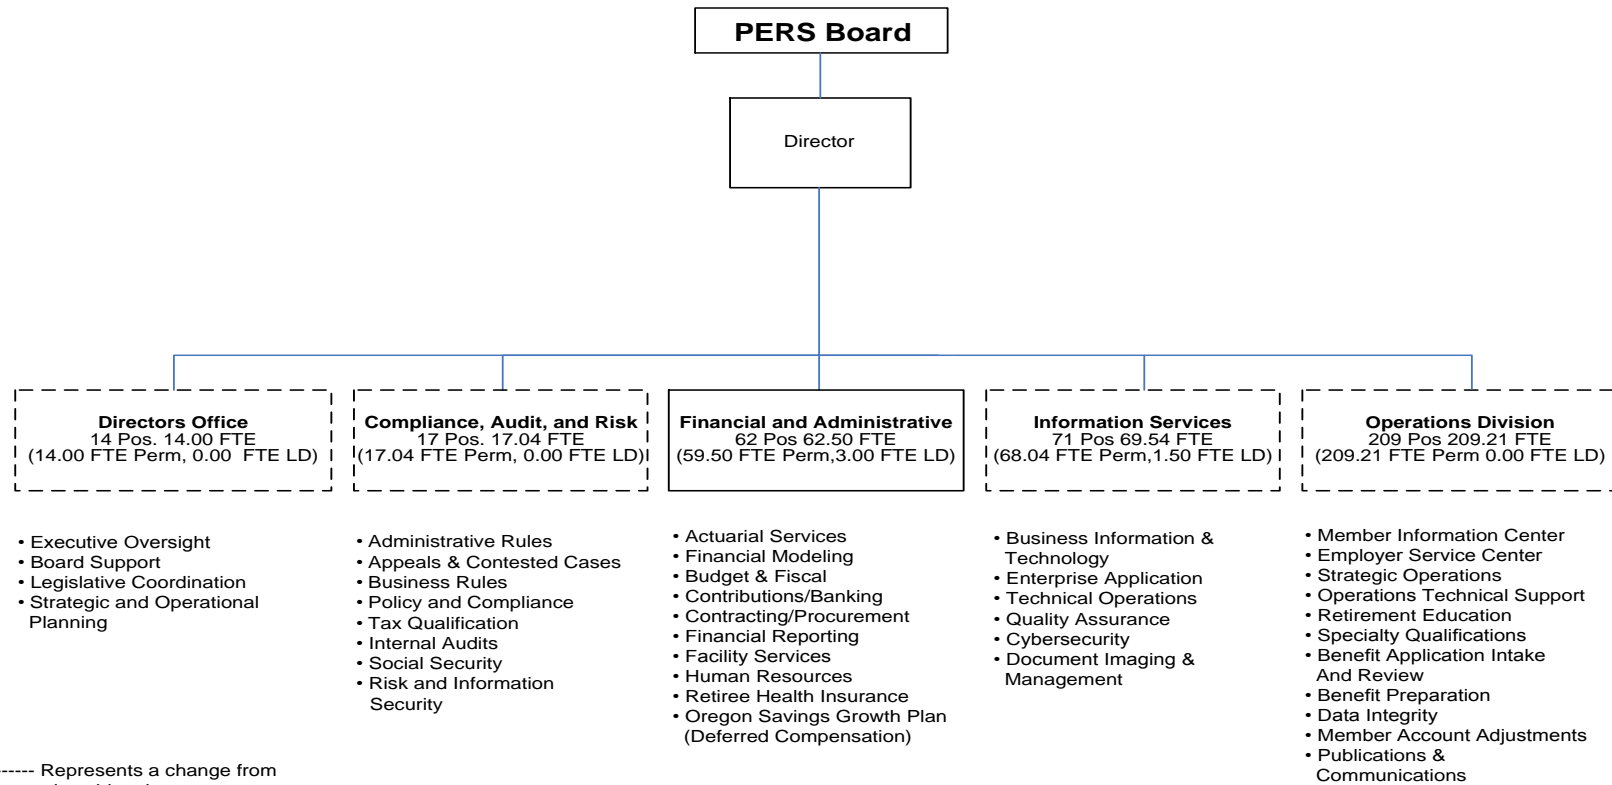 PERS Board
Director
Directors Office
14 Pos. 14.00 FTE
(14.00 FTE Perm, 0.00 FTE LD)
• Executive Oversight
• Board Support
• Legislative Coordination
• Strategic and Operational
Planning
Compliance, Audit, and Risk
17 Pos. 17.04 FTE
(17.04 FTE Perm, 0.00 FTE LD)
• Administrative Rules
• Appeals & Contested Cases
• Business Rules
• Policy and Compliance
• Tax Qualification
• Internal Audits
• Social Security
• Risk and Information
Security
Financial and Administrative
62 Pos 62.50 FTE
(59.50 FTE Perm,3.00 FTE LD)
• Actuarial Services
• Financial Modeling
• Budget & Fiscal
• Contributions/Banking
• Contracting/Procurement
• Financial Reporting
• Facility Services
• Human Resources
• Retiree Health Insurance
• Oregon Savings Growth Plan
(Deferred Compensation)
Information Services
71 Pos 69.54 FTE
(68.04 FTE Perm,1.50 FTE LD)
• Business Information &
Technology
• Enterprise Application
• Technical Operations
• Quality Assurance
• Cybersecurity
• Document Imaging &
Management
Operations Division
209 Pos 209.21 FTE
(209.21 FTE Perm 0.00 FTE LD)
• Member Information Center
• Employer Service Center
• Strategic Operations
• Operations Technical Support
• Retirement Education
• Specialty Qualifications
• Benefit Application Intake
And Review
• Benefit Preparation
• Data Integrity
• Member Account Adjustments
• Publications &
Communications
------ Represents a change from